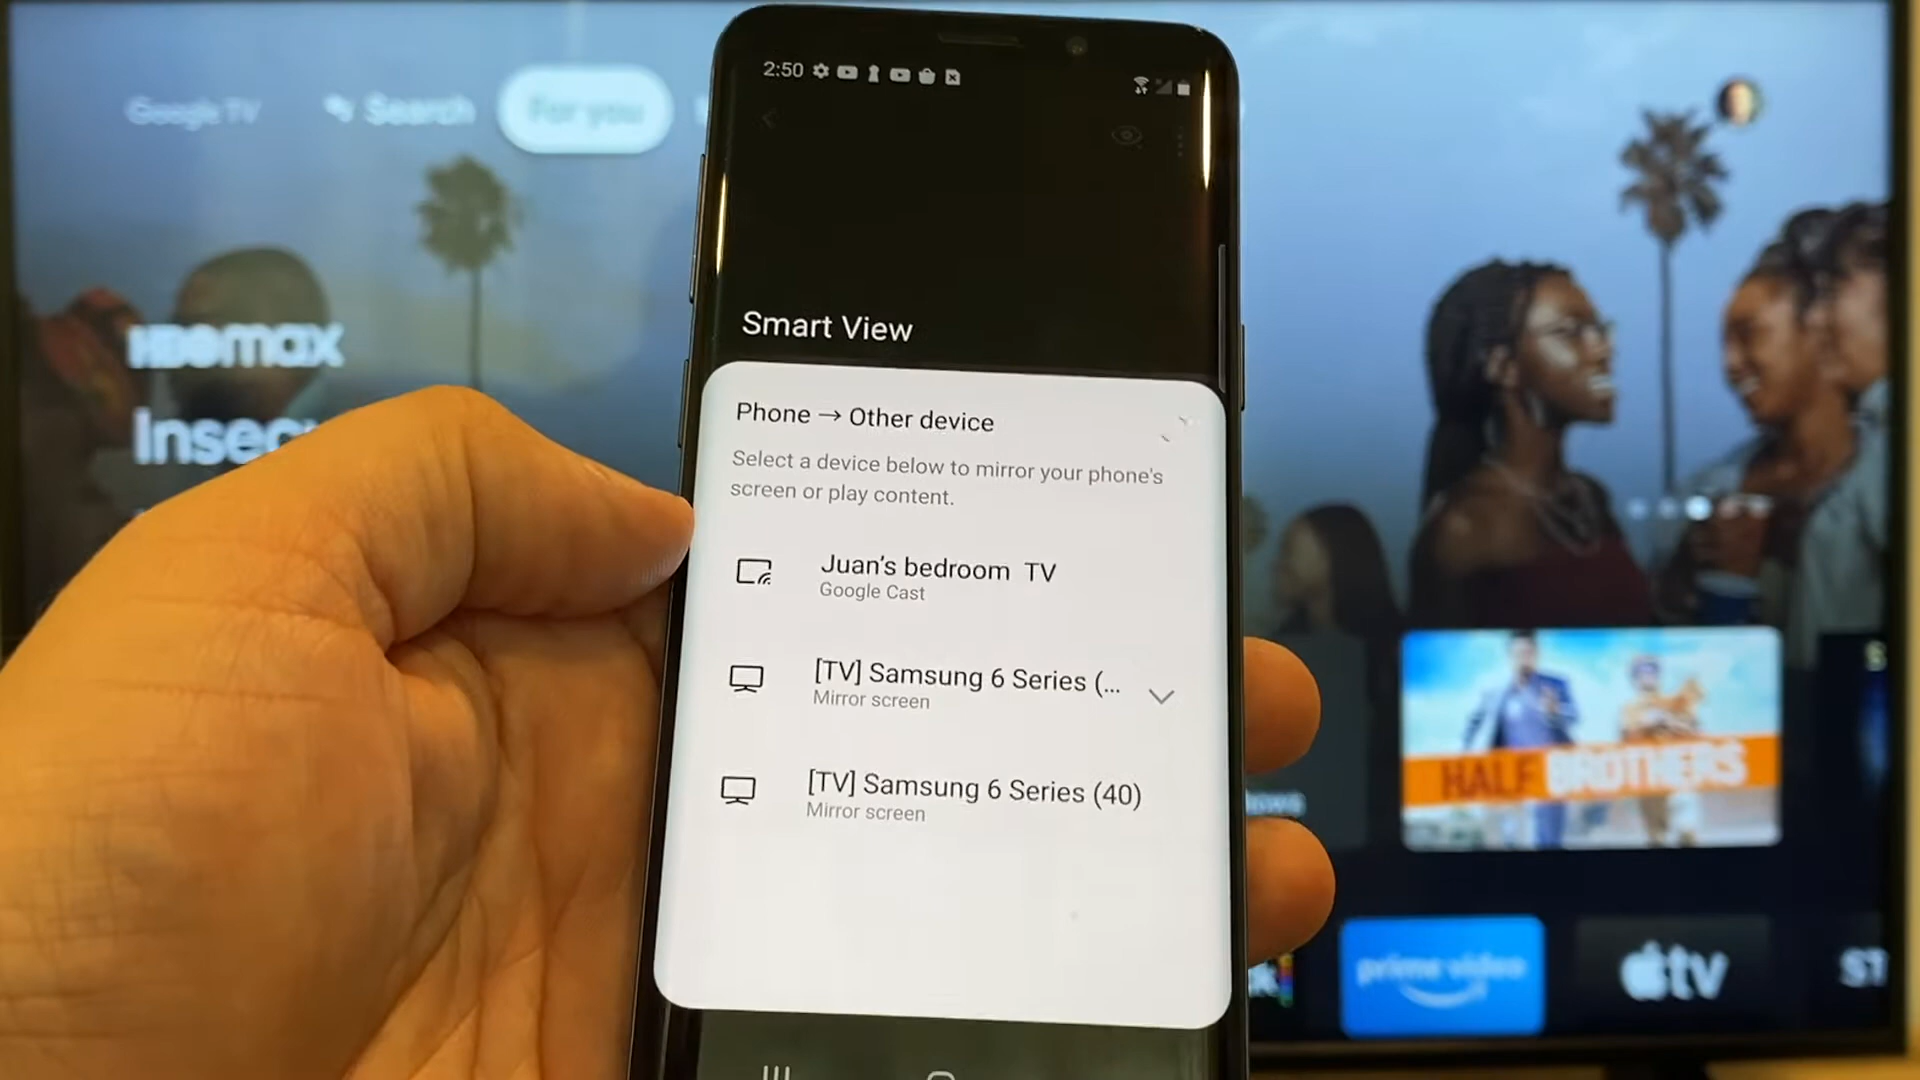 Google TV
Search
For you
HBOmax
Insec
2:50
Smart View
Phone → Other device
Select a device below to mirror your phone's
screen or play content.
Juan's bedroom TV
Google Cast
[TV] Samsung 6 Series (...
Mirror screen
[TV] Samsung 6 Series (40)
Mirror screen
HALF BROTHERS
prime video
tv
ST